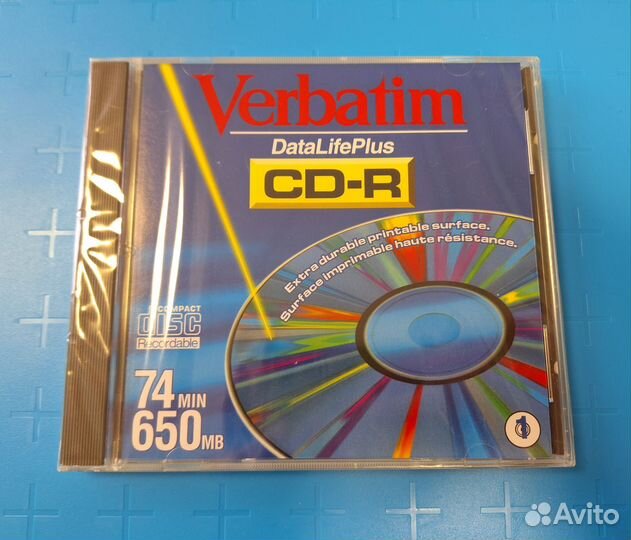 Verbatim
DataLifePlus
CD-R
Extra durable printable surface.
Surface imprimable haute résistance.
COMPACT
disc
Recordable
74 MIN
650 MB
Avito